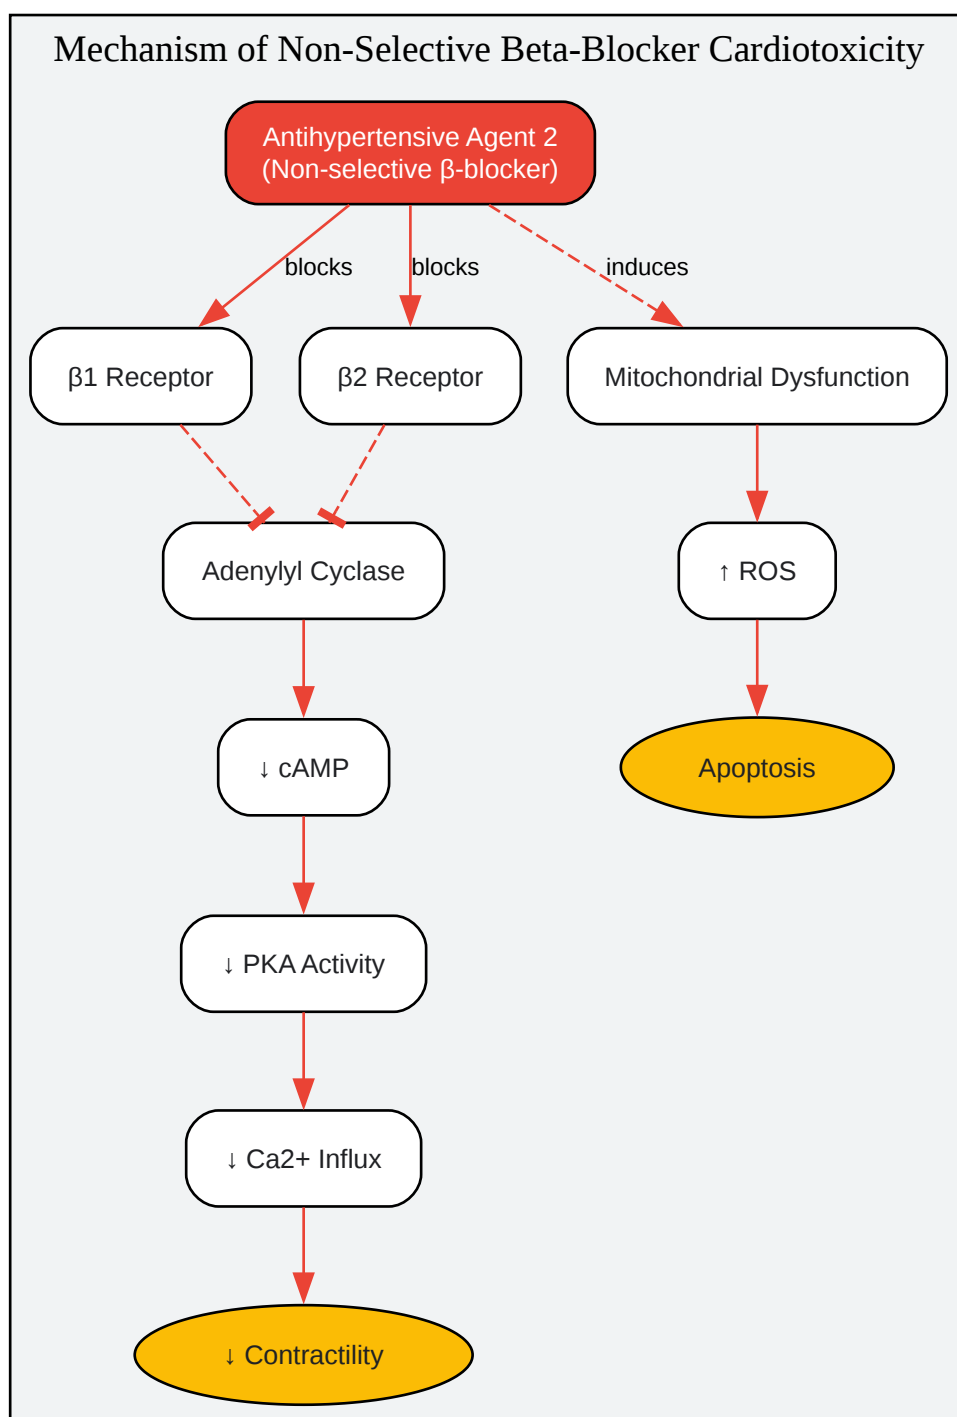 Mechanism of Non-Selective Beta-Blocker Cardiotoxicity
Antihypertensive Agent 2
(Non-selective β-blocker)
blocks
blocks
induces
β1 Receptor
β2 Receptor
Mitochondrial Dysfunction
Adenylyl Cyclase
↑ ROS
↓ cAMP
Apoptosis
↓ PKA Activity
↓ Ca2+ Influx
↓ Contractility